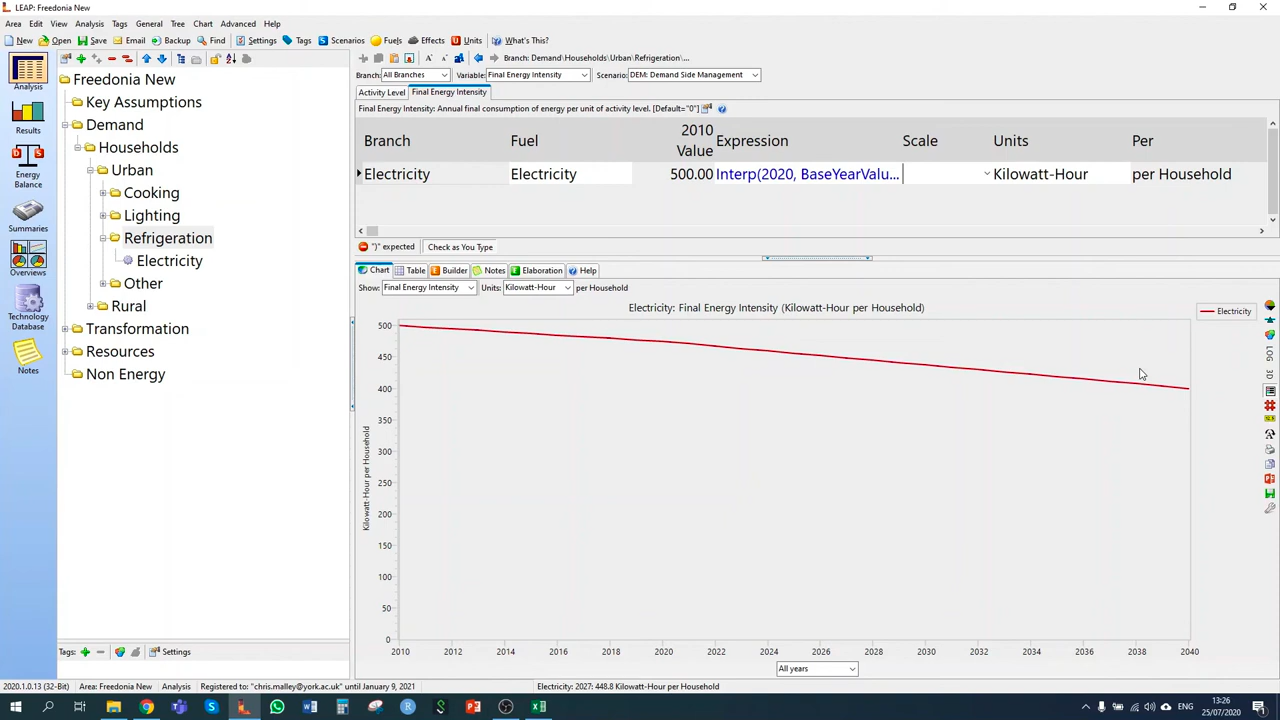 LEAP: Freedonia New
Area Edit View Analysis Tags General Tree Chart Advanced Help
New Open Save Email Backup Find Settings Tags Scenarios Fuels Effects Units What's This?
Analysis
Results
Energy
Balance
Summaries
Overviews
Technology
Database
Notes
Freedonia New
Key Assumptions
Demand
Households
Urban
Cooking
Lighting
Refrigeration
Electricity
Other
Rural
Transformation
Resources
Non Energy
Tags: Settings
Branch: Demand\Households\Urban\Refrigeration\...
Branch: All Branches Variable: Final Energy Intensity Scenario: DEM: Demand Side Management
Activity Level Final Energy Intensity
Final Energy Intensity: Annual final consumption of energy per unit of activity level. [Default="0"]
Branch Fuel 2010 Value Expression Scale Units Per
Electricity Electricity 500.00 Interp(2020, BaseYearValu... Kilowatt-Hour per Household
")" expected Check as You Type
Chart Table Builder Notes Elaboration Help
Show: Final Energy Intensity Units: Kilowatt-Hour per Household
Electricity: Final Energy Intensity (Kilowatt-Hour per Household)
Electricity
LOG
3D
Kilowatt-Hour per Household
500
450
400
350
300
250
200
150
100
50
0
2010 2012 2014 2016 2018 2020 2022 2024 2026 2028 2030 2032 2034 2036 2038 2040
All years
2020.1.0.13 (32-Bit) Area: Freedonia New Analysis Registered to: "chris.malley@york.ac.uk" until January 9, 2021 Electricity: 2027: 448.8 Kilowatt-Hour per Household
ENG 13:26
25/07/2020